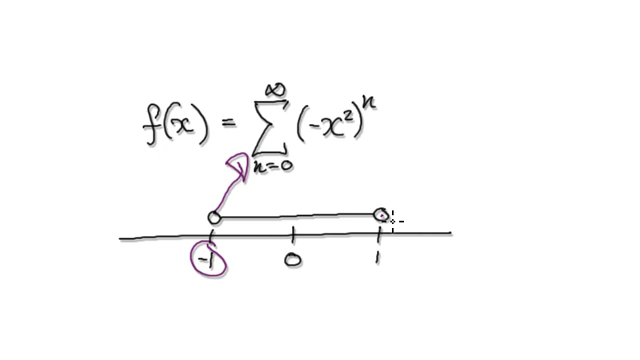 f(x) = ∞∑n=0 (-x²)ⁿ
-1 0 1